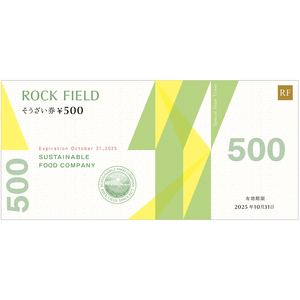 ROCK FIELD
そうざい券 ¥500
Expiration October 31,2025
SUSTAINABLE
FOOD COMPANY
500
RF
500
有効期限
2025年10月31日